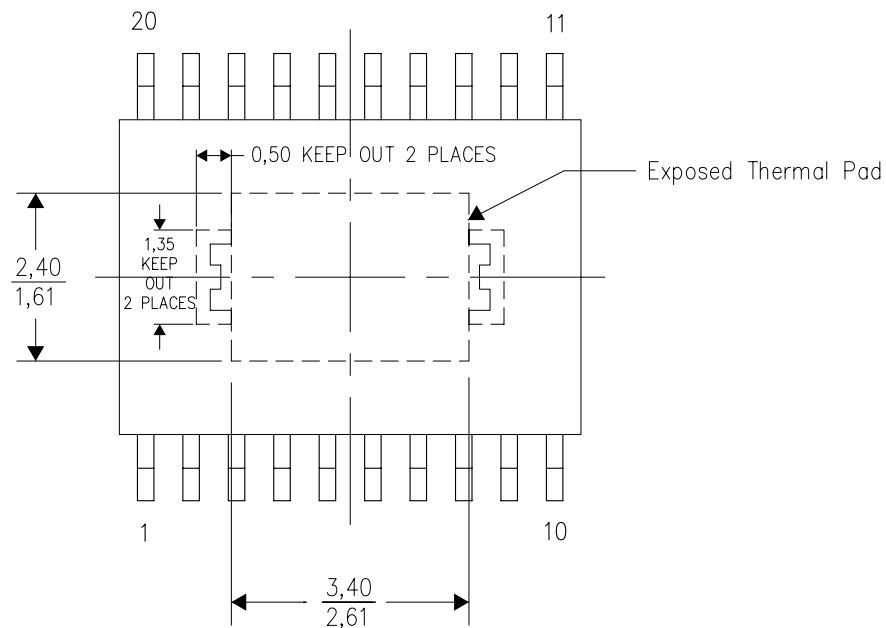 20
11
0,50 KEEP OUT 2 PLACES
Exposed Thermal Pad
1,35
KEEP
OUT
2 PLACES
2,40
1,61
1
10
3,40
2,61